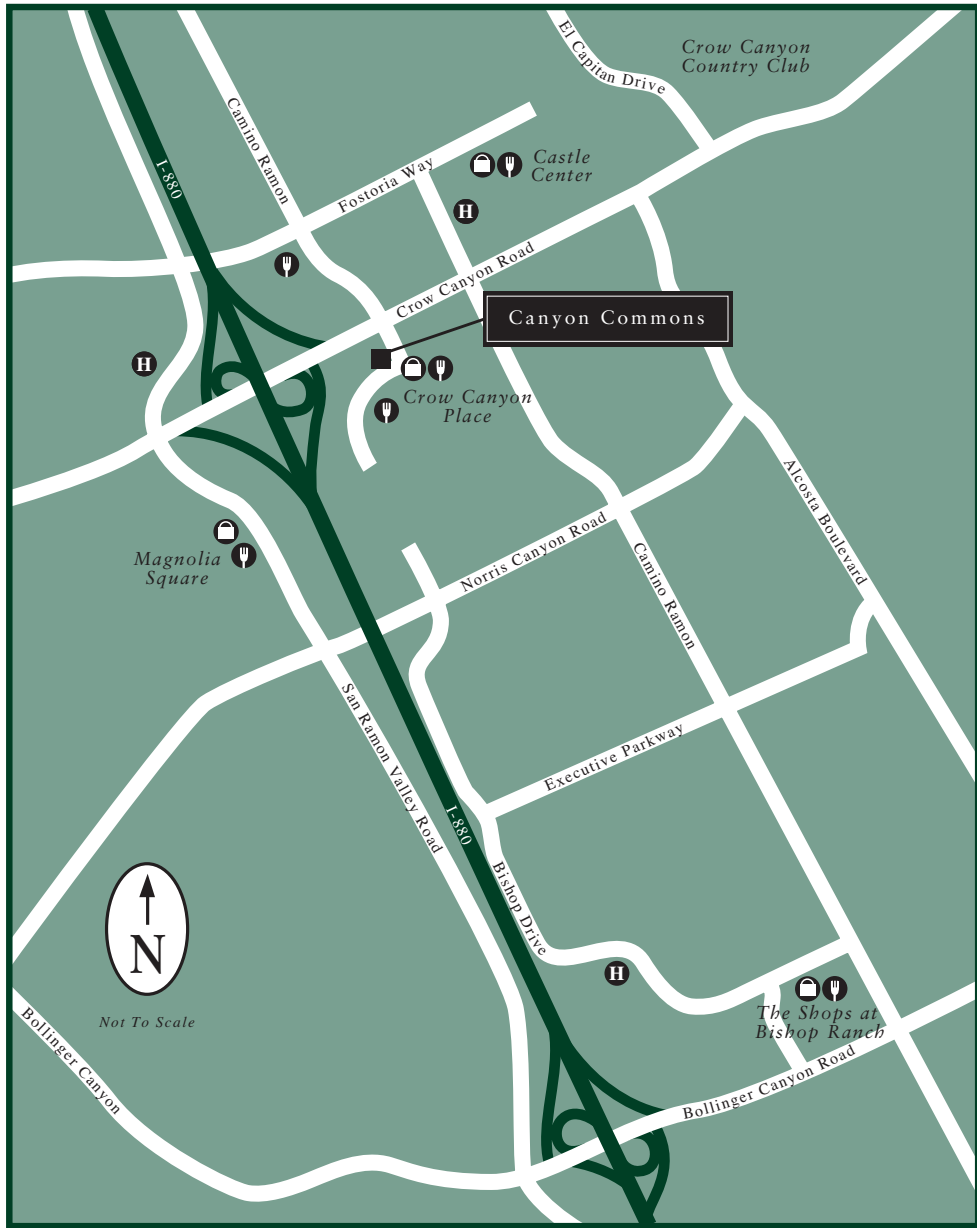 El Capitan Drive
Crow Canyon
Country Club
Camino Ramon
I-880
Fostoria Way
Castle
Center
H
Crow Canyon Road
Canyon Commons
H
Crow Canyon
Place
Alcosta Boulevard
Magnolia
Square
Norris Canyon Road
Camino Ramon
San Ramon Valley Road
Executive Parkway
I-880
Bishop Drive
N
H
Not To Scale
The Shops at
Bishop Ranch
Bollinger Canyon
Bollinger Canyon Road